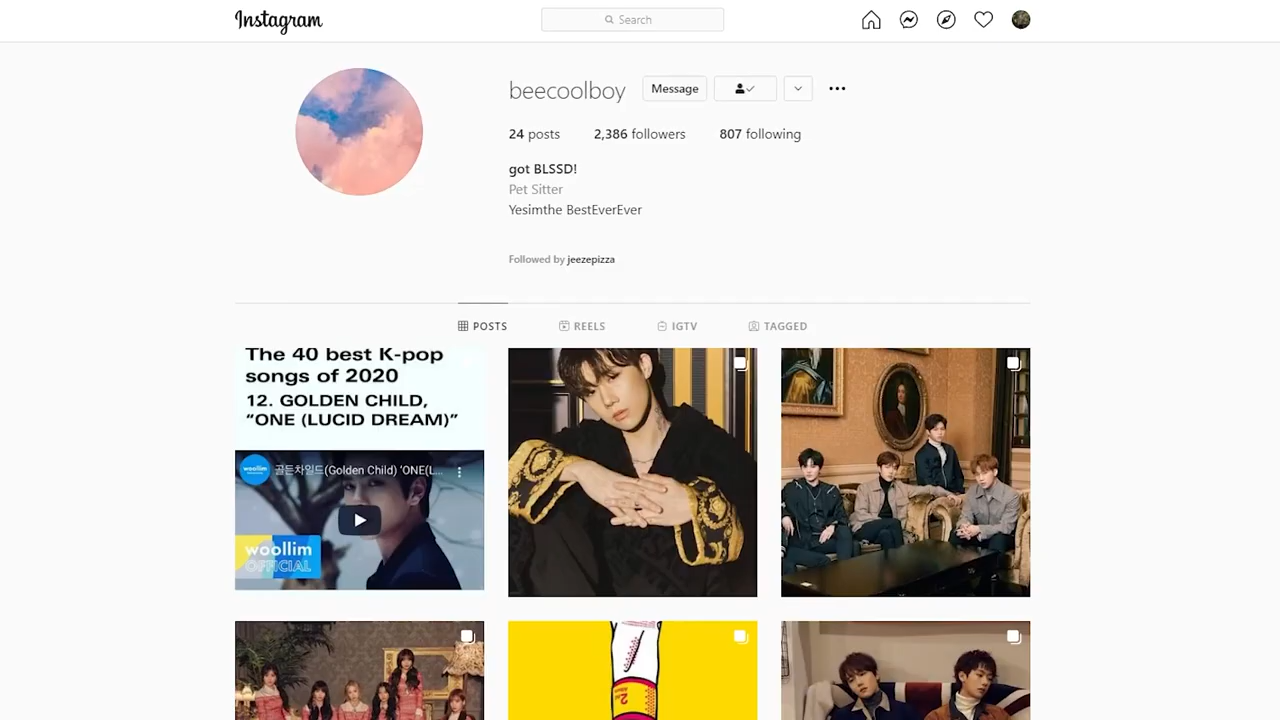 Instagram
Search
beecoolboy
Message
24 posts
2,386 followers
807 following
got BLSSD!
Pet Sitter
Yesimthe BestEverEver
Followed by jeezepizza
POSTS
REELS
IGTV
TAGGED
The 40 best K-pop
songs of 2020
12. GOLDEN CHILD,
“ONE (LUCID DREAM)”
woollim
골든차일드(Golden Child) ‘ONE(L...
woollim
OFFICIAL